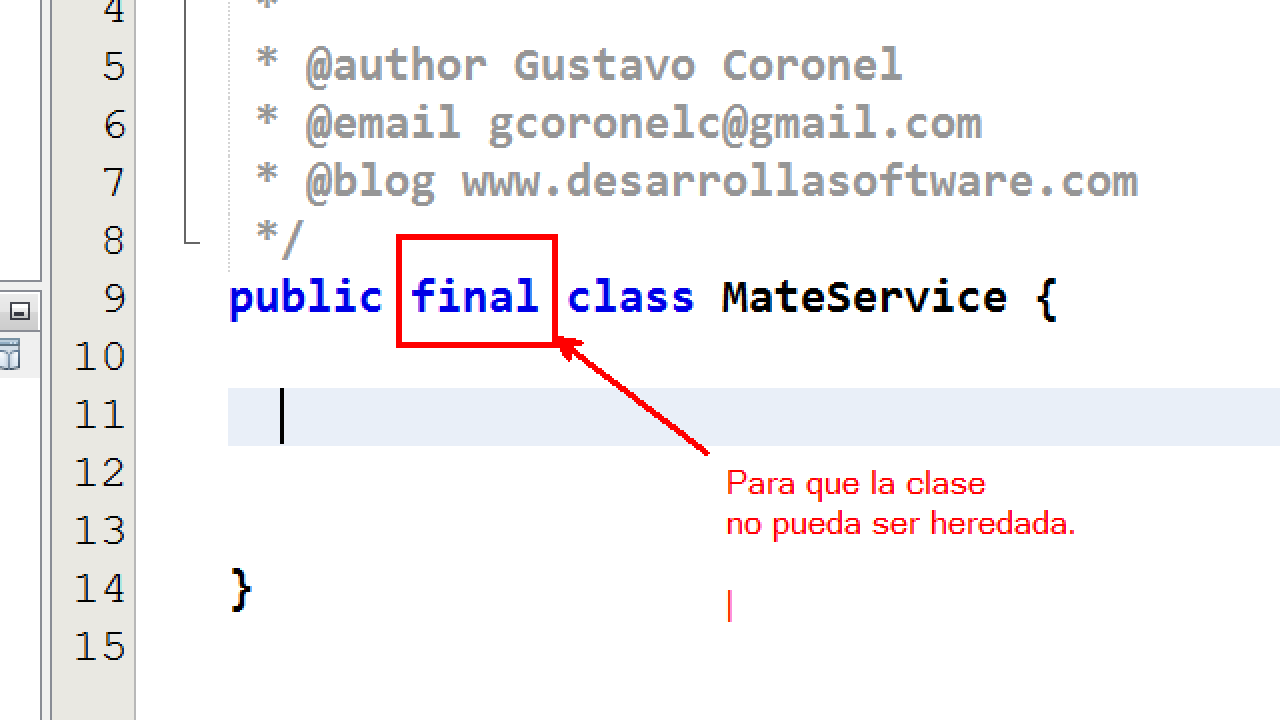 4 *
5 * @author Gustavo Coronel
6 * @email gcoronelc@gmail.com
7 * @blog www.desarrollasoftware.com
8 */
9 public final class MateService {
10
11
Para que la clase
12
no pueda ser heredada.
13
14 }
15